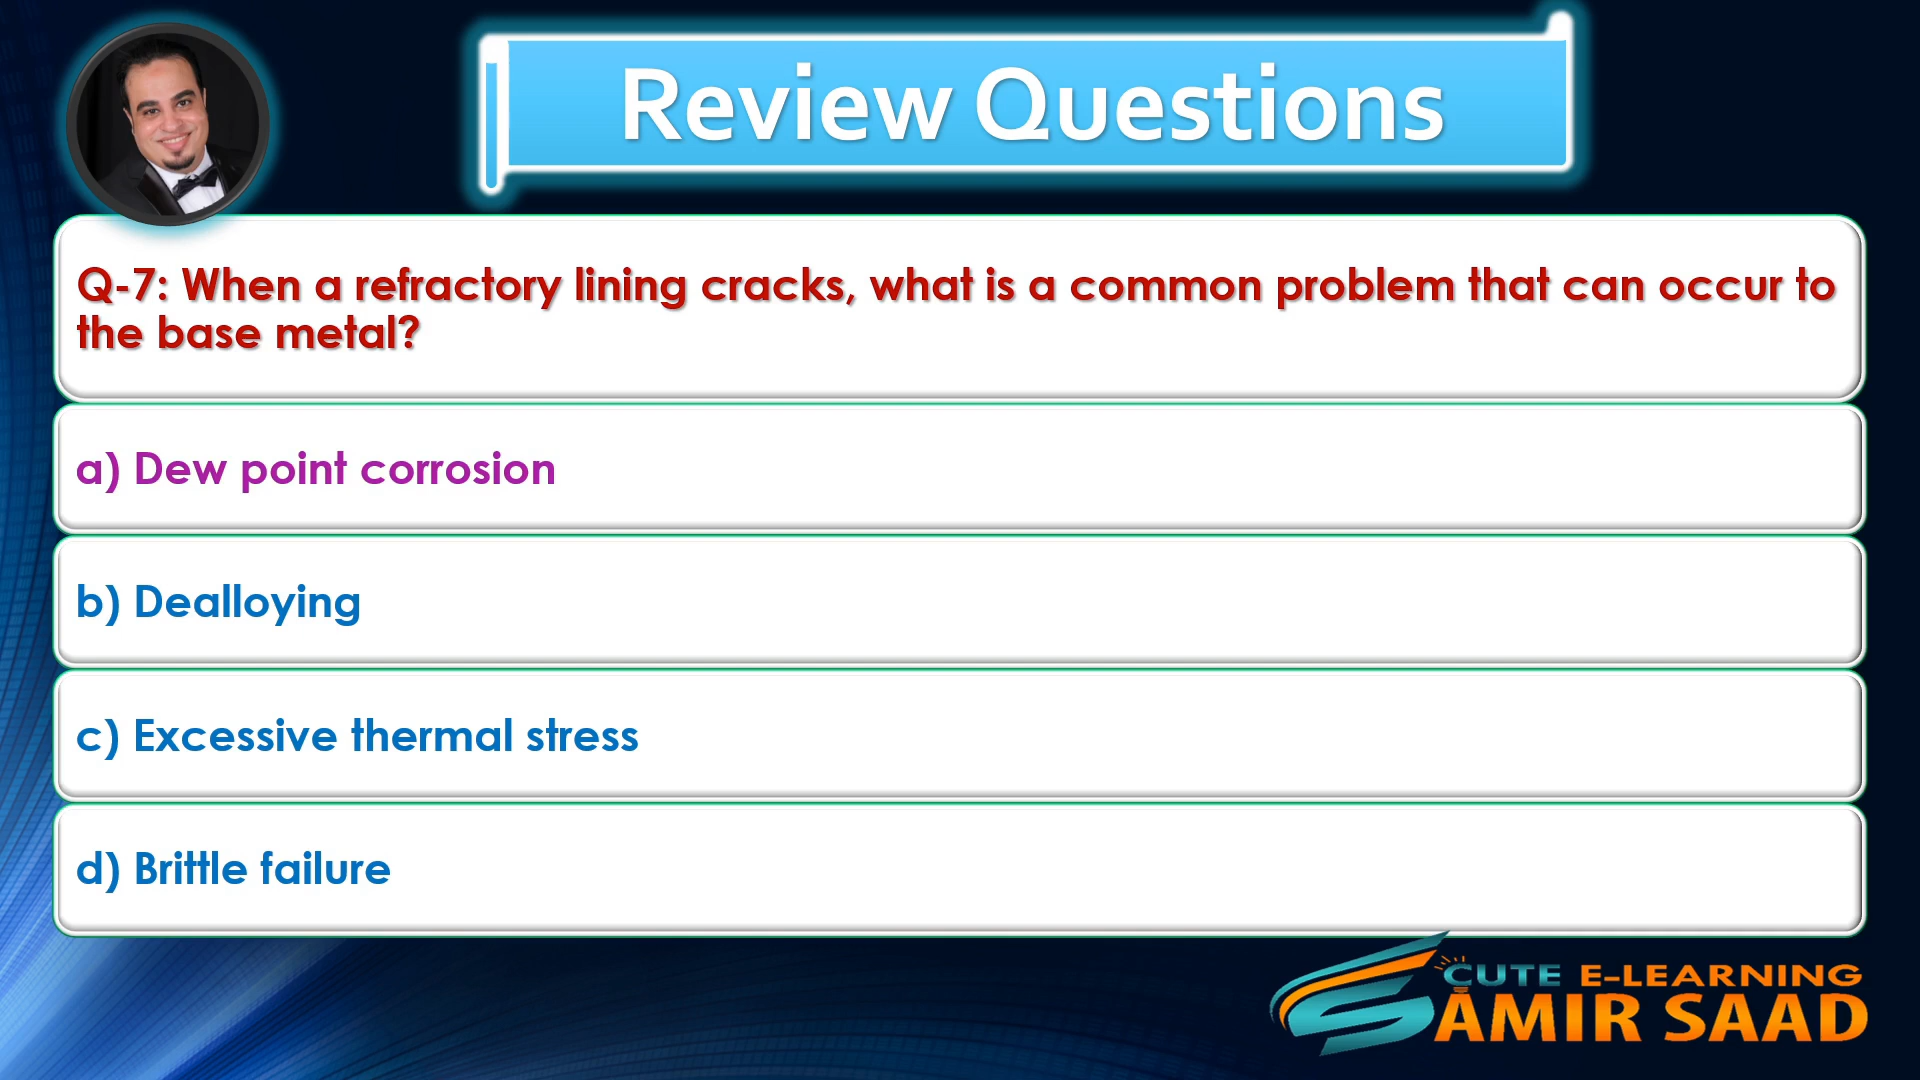 Review Questions
Q-7: When a refractory lining cracks, what is a common problem that can occur to
the base metal?
a) Dew point corrosion
b) Dealloying
c) Excessive thermal stress
d) Brittle failure
CUTE E-LEARNING
AMIR SAAD